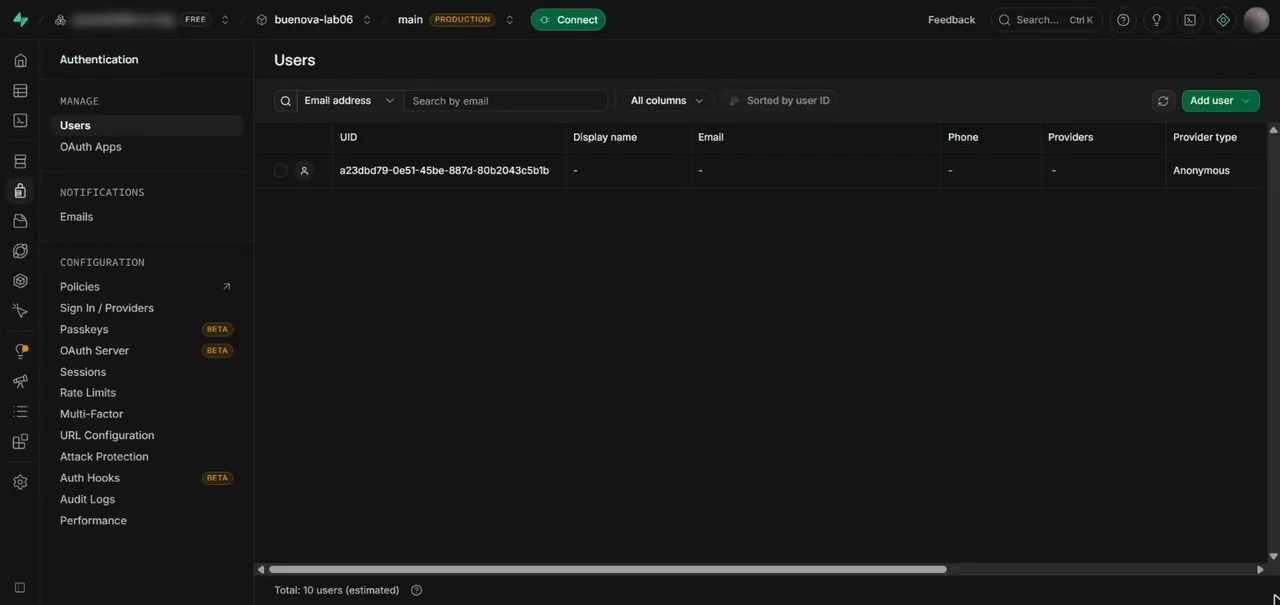 FREE buenova-lab06 main PRODUCTION Connect Feedback Search... Ctrl K
Authentication
Users
MANAGE
Users
OAuth Apps
NOTIFICATIONS
Emails
CONFIGURATION
Policies
Sign In / Providers
Passkeys BETA
OAuth Server BETA
Sessions
Rate Limits
Multi-Factor
URL Configuration
Attack Protection
Auth Hooks BETA
Audit Logs
Performance
Email address Search by email All columns Sorted by user ID Add user
UID Display name Email Phone Providers Provider type
a23dbd79-0e51-45be-887d-80b2043c5b1b - - - - Anonymous
Total: 10 users (estimated)